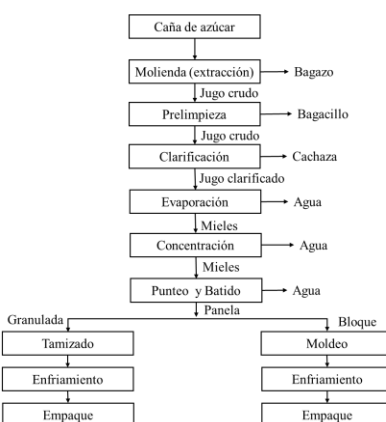 Caña de azúcar
Molienda (extracción) Bagazo
Jugo crudo
Prelimpieza Bagacillo
Jugo crudo
Clarificación Cachaza
Jugo clarificado
Evaporación Agua
Mieles
Concentración Agua
Mieles
Punteo y Batido Agua
Panela
Granulada Bloque
Tamizado Moldeo
Enfriamiento Enfriamiento
Empaque Empaque